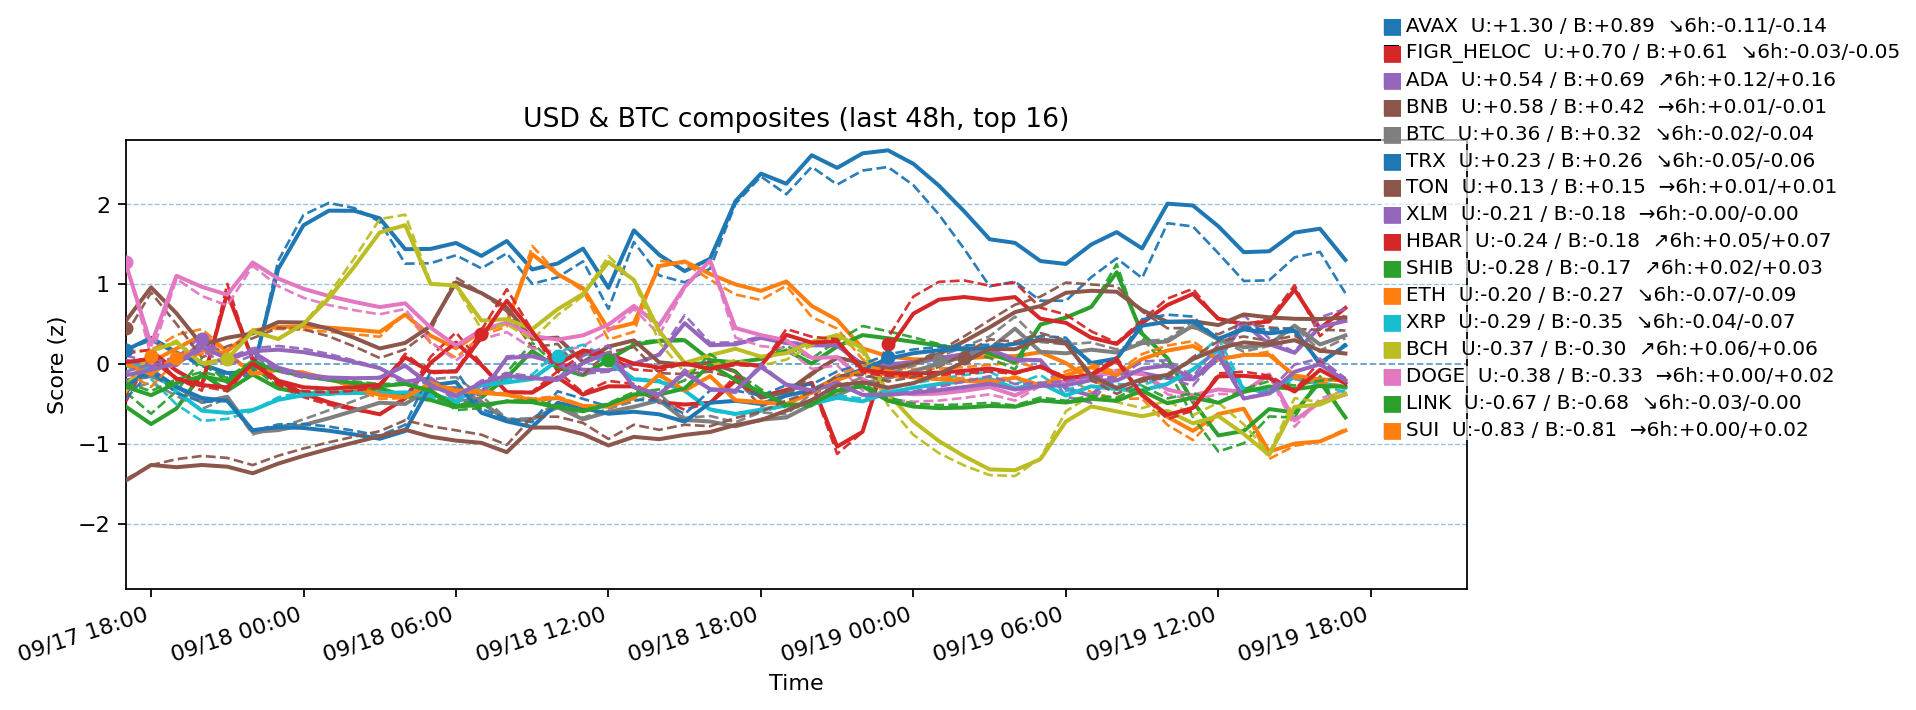 AVAX  U:+1.30 / B:+0.89  ↘6h:-0.11/-0.14
FIGR_HELOC  U:+0.70 / B:+0.61  ↘6h:-0.03/-0.05
ADA  U:+0.54 / B:+0.69  ↗6h:+0.12/+0.16
BNB  U:+0.58 / B:+0.42  →6h:+0.01/-0.01
BTC  U:+0.36 / B:+0.32  ↘6h:-0.02/-0.04
TRX  U:+0.23 / B:+0.26  ↘6h:-0.05/-0.06
TON  U:+0.13 / B:+0.15  →6h:+0.01/+0.01
XLM  U:-0.21 / B:-0.18  →6h:-0.00/-0.00
HBAR  U:-0.24 / B:-0.18  ↗6h:+0.05/+0.07
SHIB  U:-0.28 / B:-0.17  ↗6h:+0.02/+0.03
ETH  U:-0.20 / B:-0.27  ↘6h:-0.07/-0.09
XRP  U:-0.29 / B:-0.35  ↘6h:-0.04/-0.07
BCH  U:-0.37 / B:-0.30  ↗6h:+0.06/+0.06
DOGE  U:-0.38 / B:-0.33  →6h:+0.00/+0.02
LINK  U:-0.67 / B:-0.68  ↘6h:-0.03/-0.00
SUI  U:-0.83 / B:-0.81  →6h:+0.00/+0.02
USD & BTC composites (last 48h, top 16)
Score (z)
2
1
0
−1
−2
09/17 18:00
09/18 00:00
09/18 06:00
09/18 12:00
09/18 18:00
09/19 00:00
09/19 06:00
09/19 12:00
09/19 18:00
Time